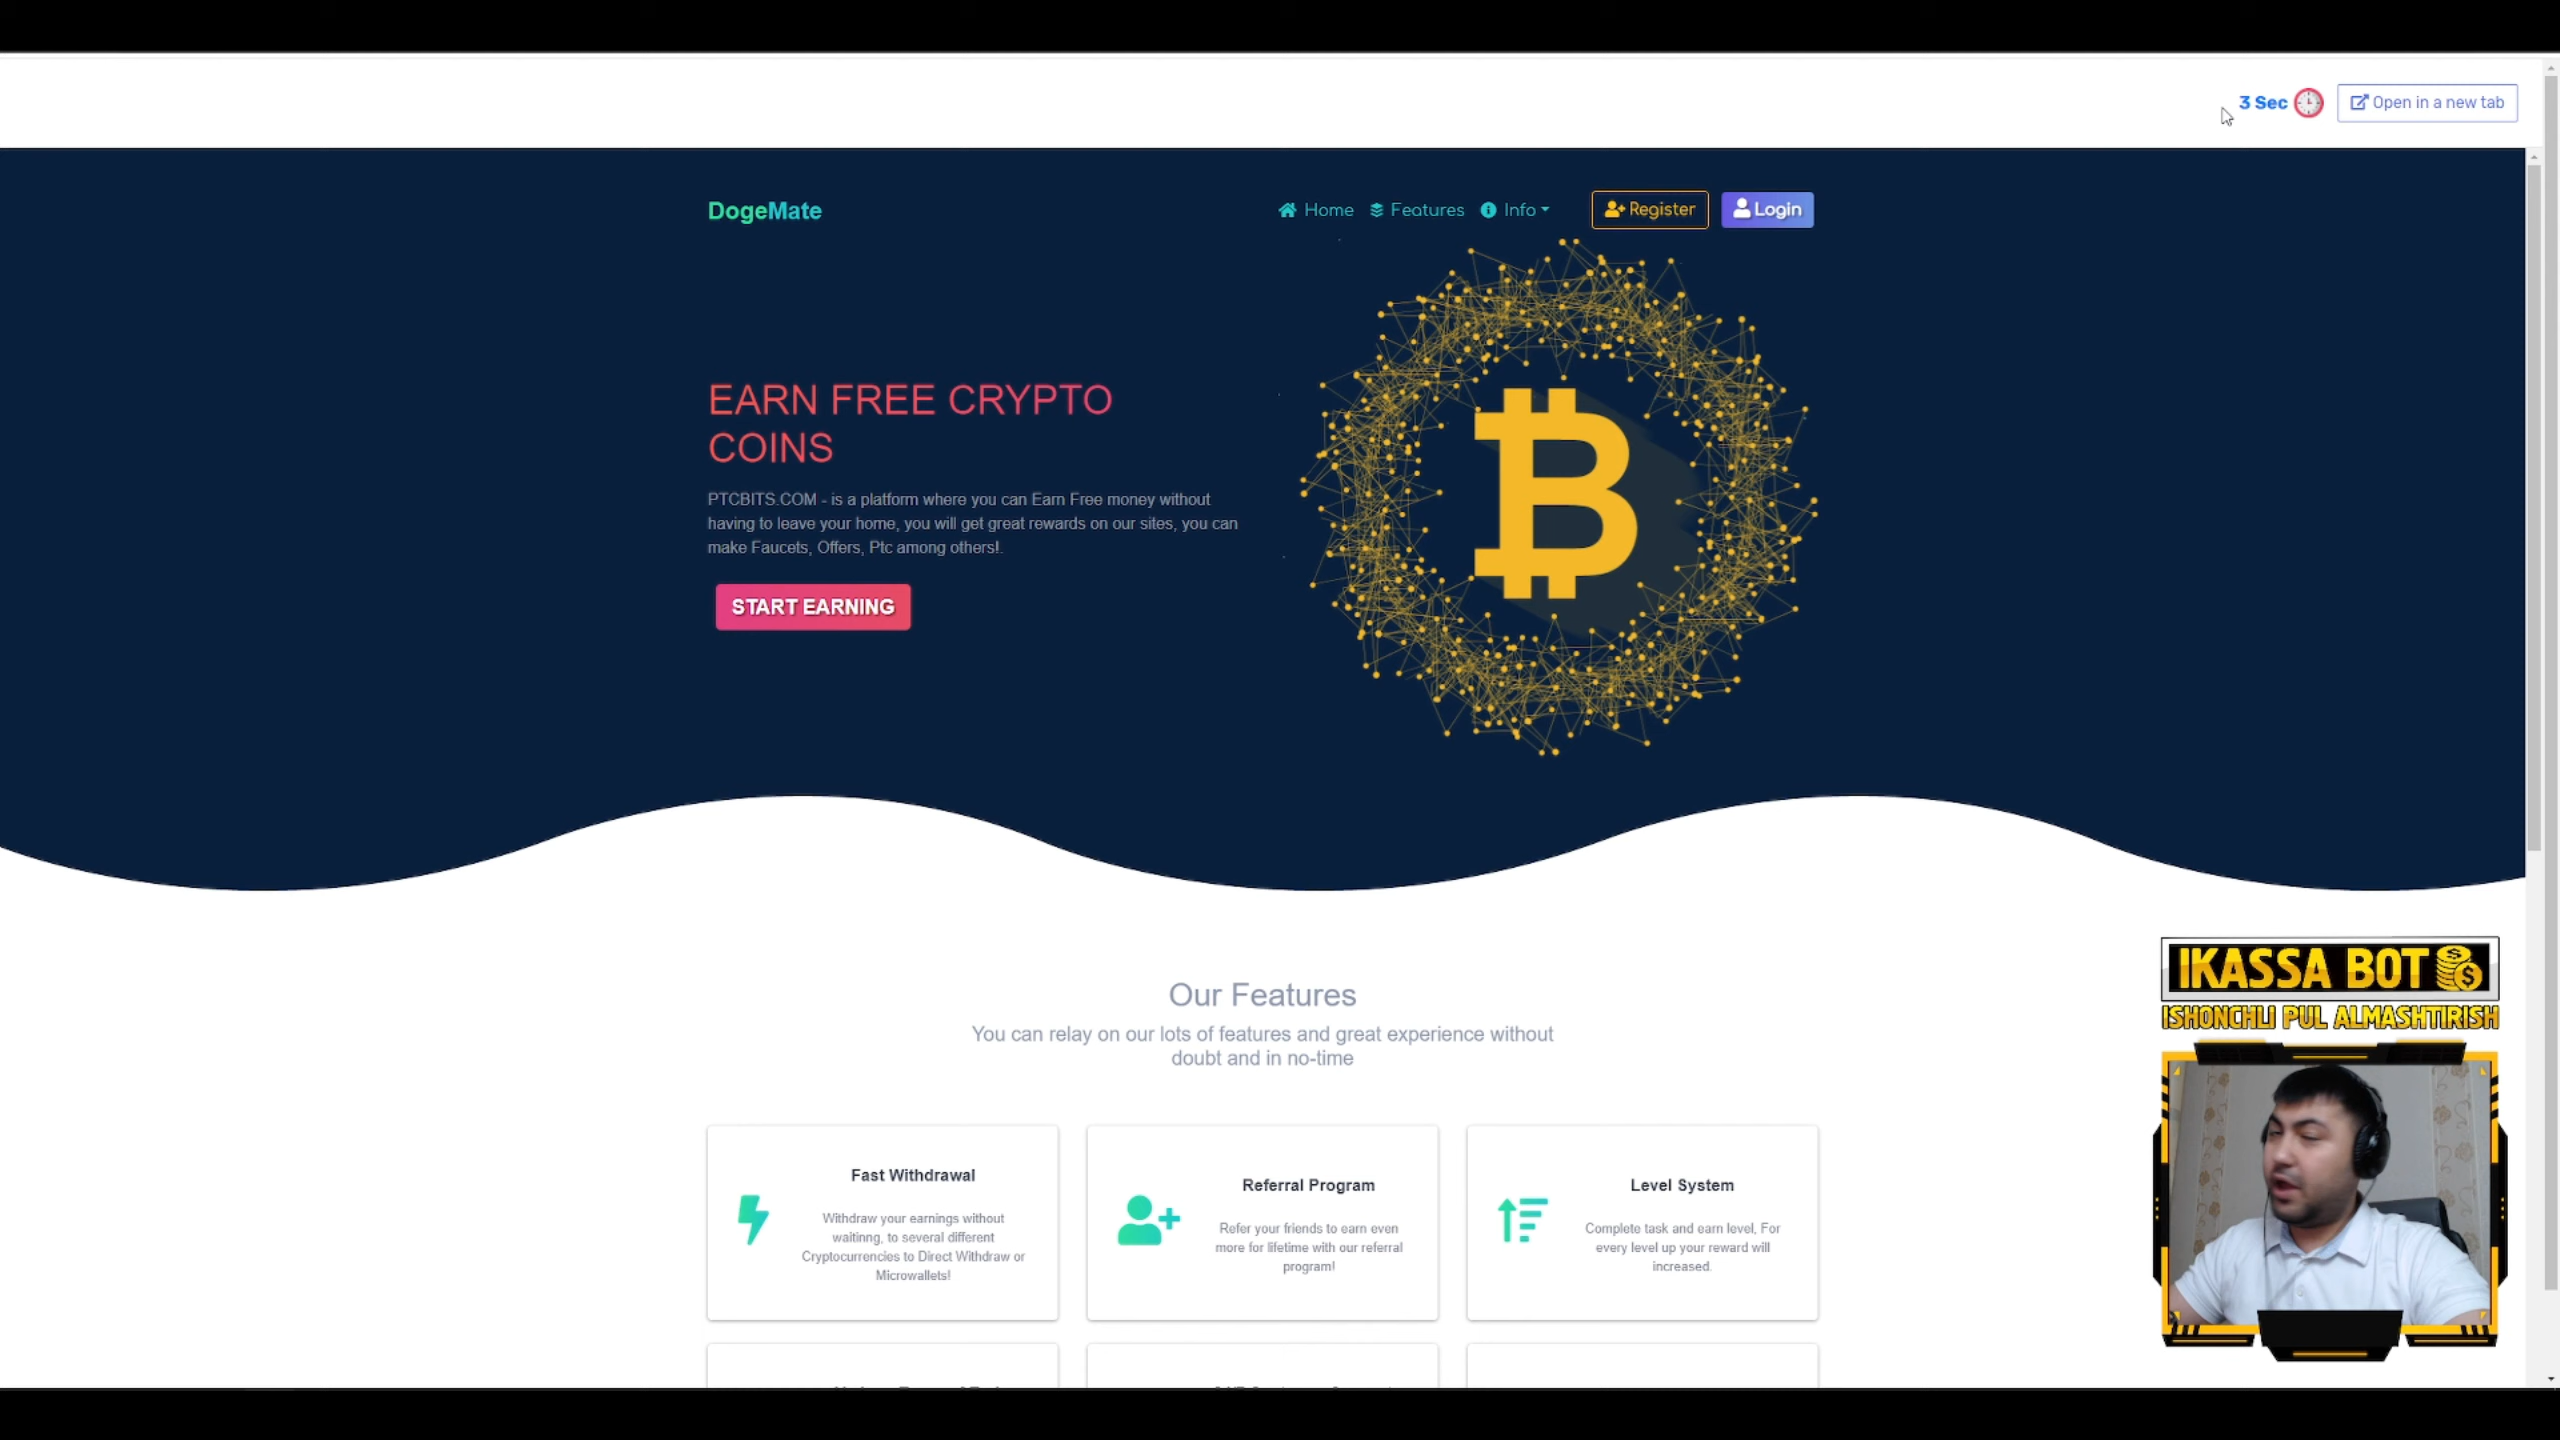 3 Sec
Open in a new tab
DogeMate
Home
Features
Info
Register
Login
EARN FREE CRYPTO
COINS
PTCBITS.COM - is a platform where you can Earn Free money without
having to leave your home, you will get great rewards on our sites, you can
make Faucets, Offers, Ptc among others!.
START EARNING
Our Features
You can relay on our lots of features and great experience without
doubt and in no-time
Fast Withdrawal
Withdraw your earnings without
waitinng, to several different
Cryptocurrencies to Direct Withdraw or
Microwallets!
Referral Program
Refer your friends to earn even
more for lifetime with our referral
program!
Level System
Complete task and earn level, For
every level up your reward will
increased.
IKASSA BOT
ISHONCHLI PUL ALMASHTIRISH